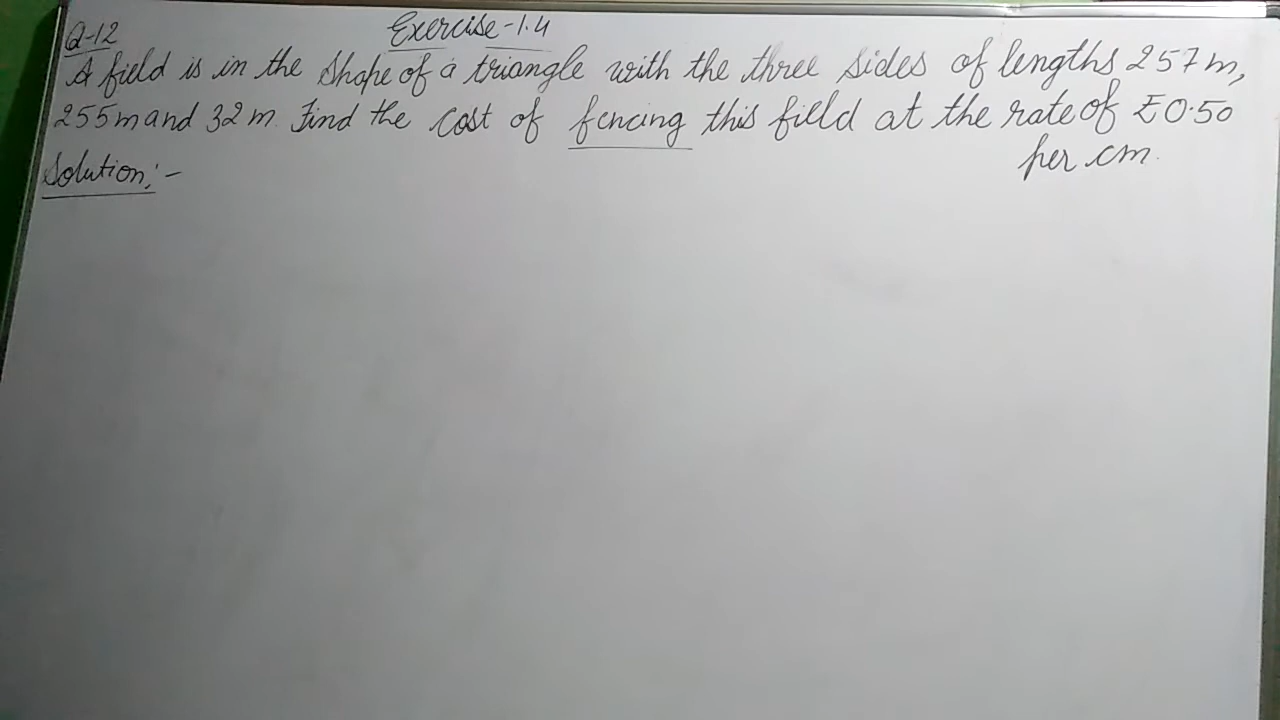 Exercise-1.4
Q-12
A field is in the shape of a triangle with the three sides of lengths 257m,
255m and 32m. Find the cost of fencing this field at the rate of ₹0.50
per cm.
Solution:-